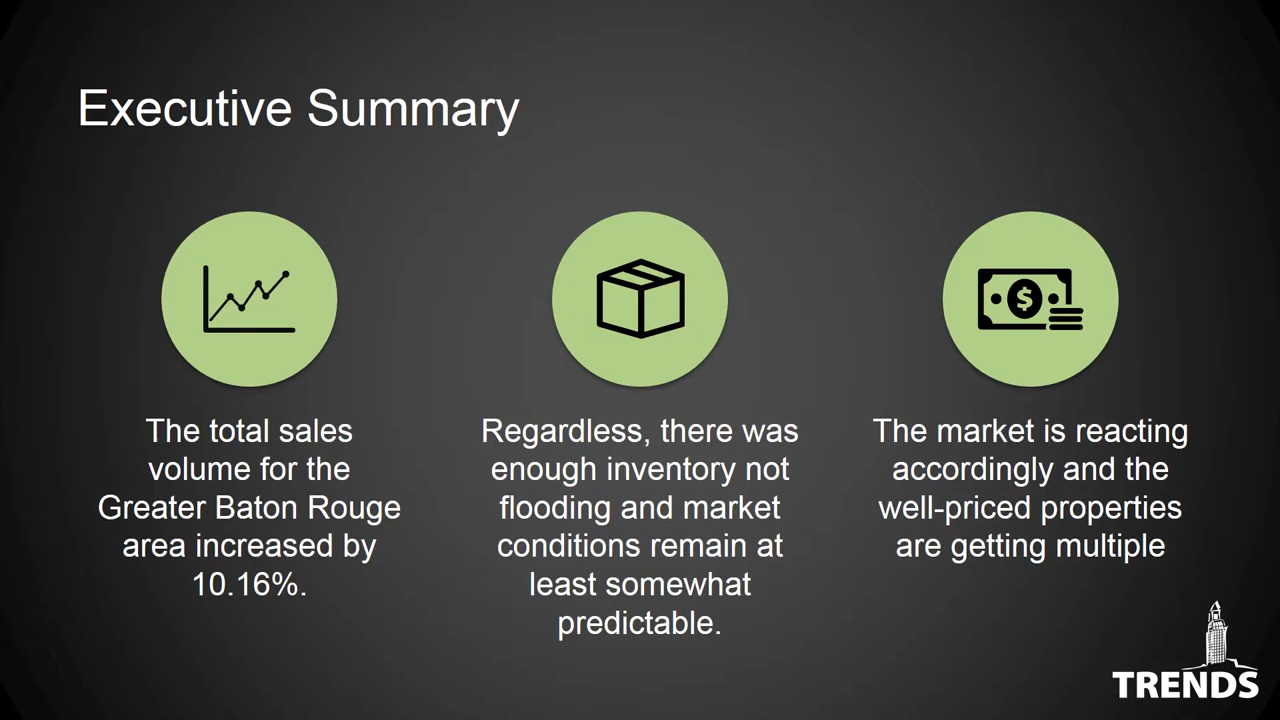 Executive Summary
The total sales
volume for the
Greater Baton Rouge
area increased by
10.16%.
Regardless, there was
enough inventory not
flooding and market
conditions remain at
least somewhat
predictable.
The market is reacting
accordingly and the
well-priced properties
are getting multiple
TRENDS